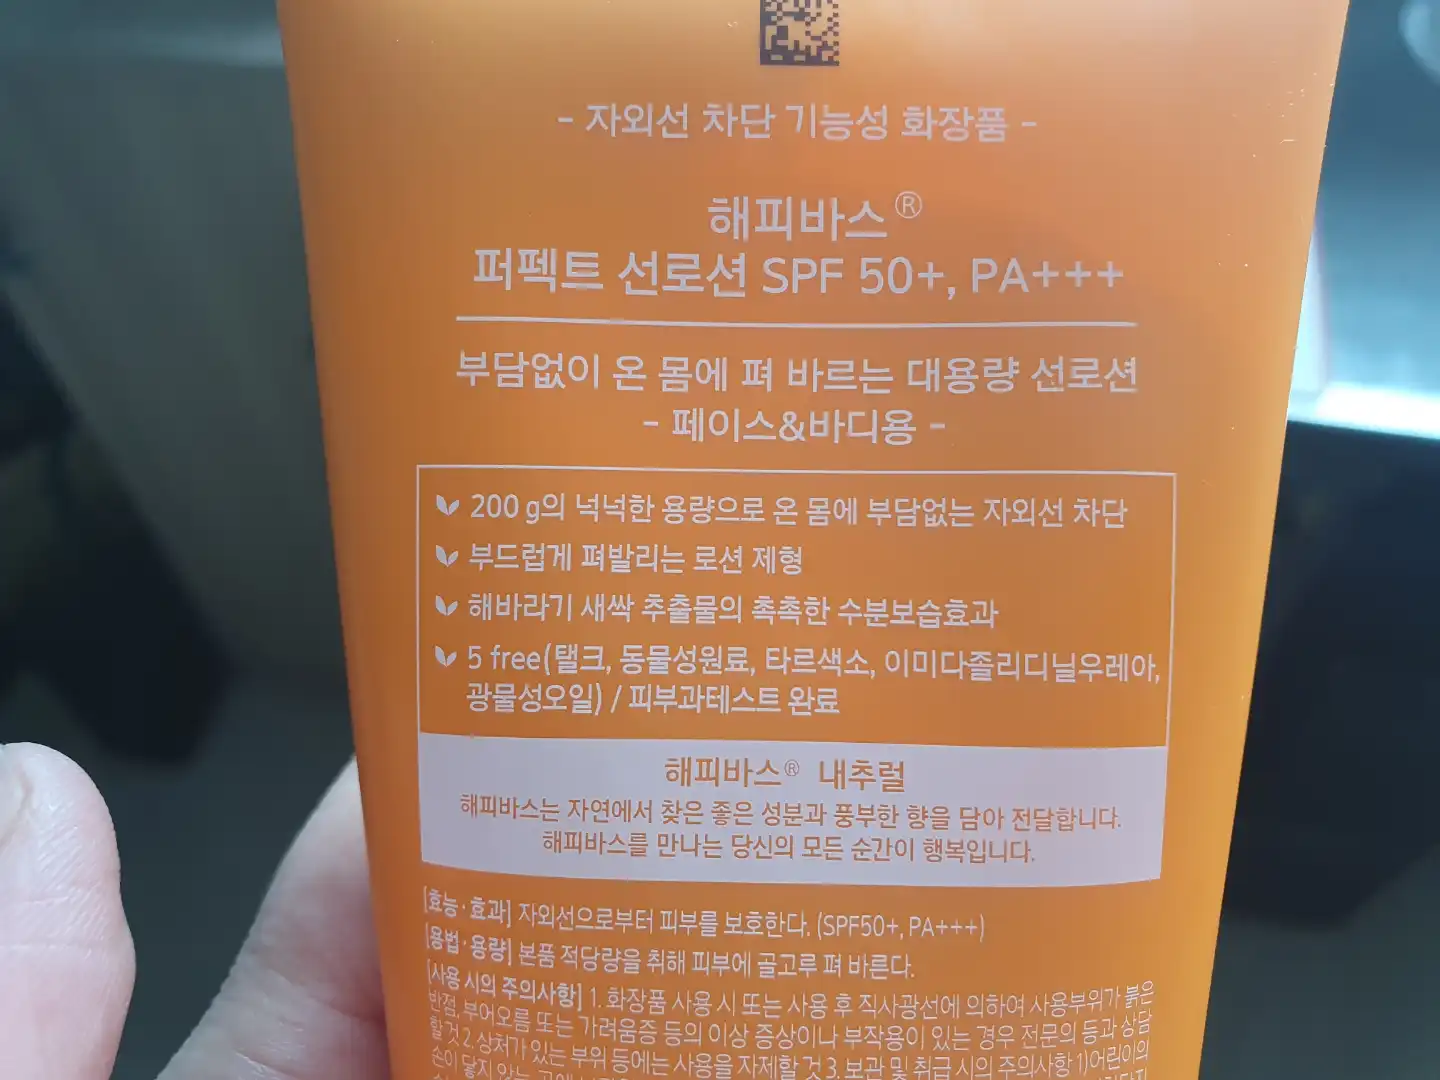 - 자외선 차단 기능성 화장품 -
해피바스®
퍼펙트 선로션 SPF 50+, PA+++
부담없이 온 몸에 펴 바르는 대용량 선로션
- 페이스&바디용 -
200 g의 넉넉한 용량으로 온 몸에 부담없는 자외선 차단
부드럽게 펴발리는 로션 제형
해바라기 새싹 추출물의 촉촉한 수분보습효과
5 free(탤크, 동물성원료, 타르색소, 이미다졸리디닐우레아,
광물성오일) / 피부과테스트 완료
해피바스® 내추럴
해피바스는 자연에서 찾은 좋은 성분과 풍부한 향을 담아 전달합니다.
해피바스를 만나는 당신의 모든 순간이 행복입니다.
[효능·효과] 자외선으로부터 피부를 보호한다. (SPF50+, PA+++)
[용법·용량] 본품 적당량을 취해 피부에 골고루 펴 바른다.
[사용 시의 주의사항] 1. 화장품 사용 시 또는 사용 후 직사광선에 의하여 사용부위가 붉은
반점, 부어오름 또는 가려움증 등의 이상 증상이나 부작용이 있는 경우 전문의 등과 상담
할 것 2. 상처가 있는 부위 등에는 사용을 자제할 것 3. 보관 및 취급 시의 주의사항 1) 어린이의
손이 닿지 않는